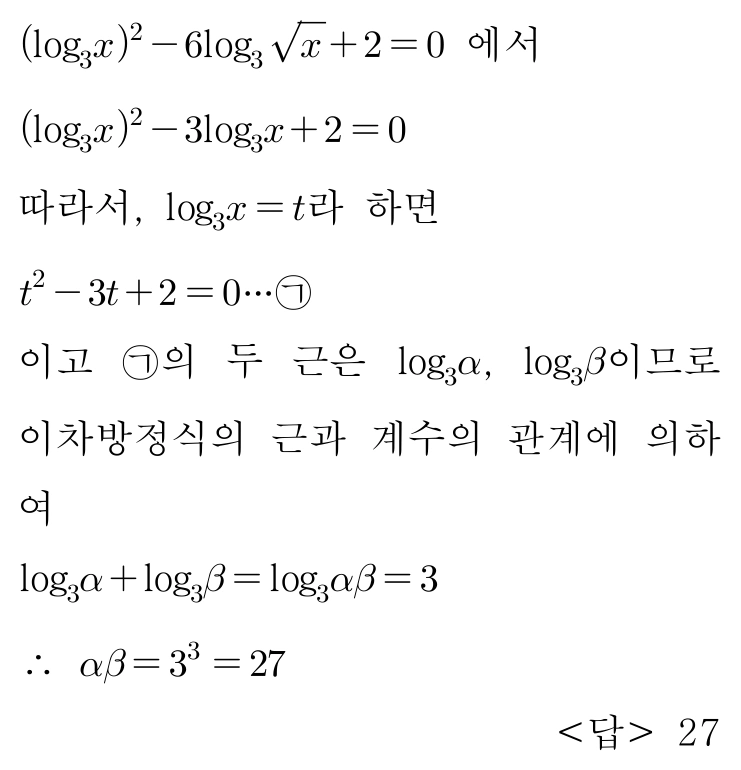 (log₃x)² − 6log₃√x + 2 = 0 에서
(log₃x)² − 3log₃x + 2 = 0
따라서, log₃x = t라 하면
t² − 3t + 2 = 0⋯㉠
이고 ㉠의 두 근은 log₃α, log₃β이므로
이차방정식의 근과 계수의 관계에 의하
여
log₃α + log₃β = log₃αβ = 3
∴ αβ = 3³ = 27
<답> 27